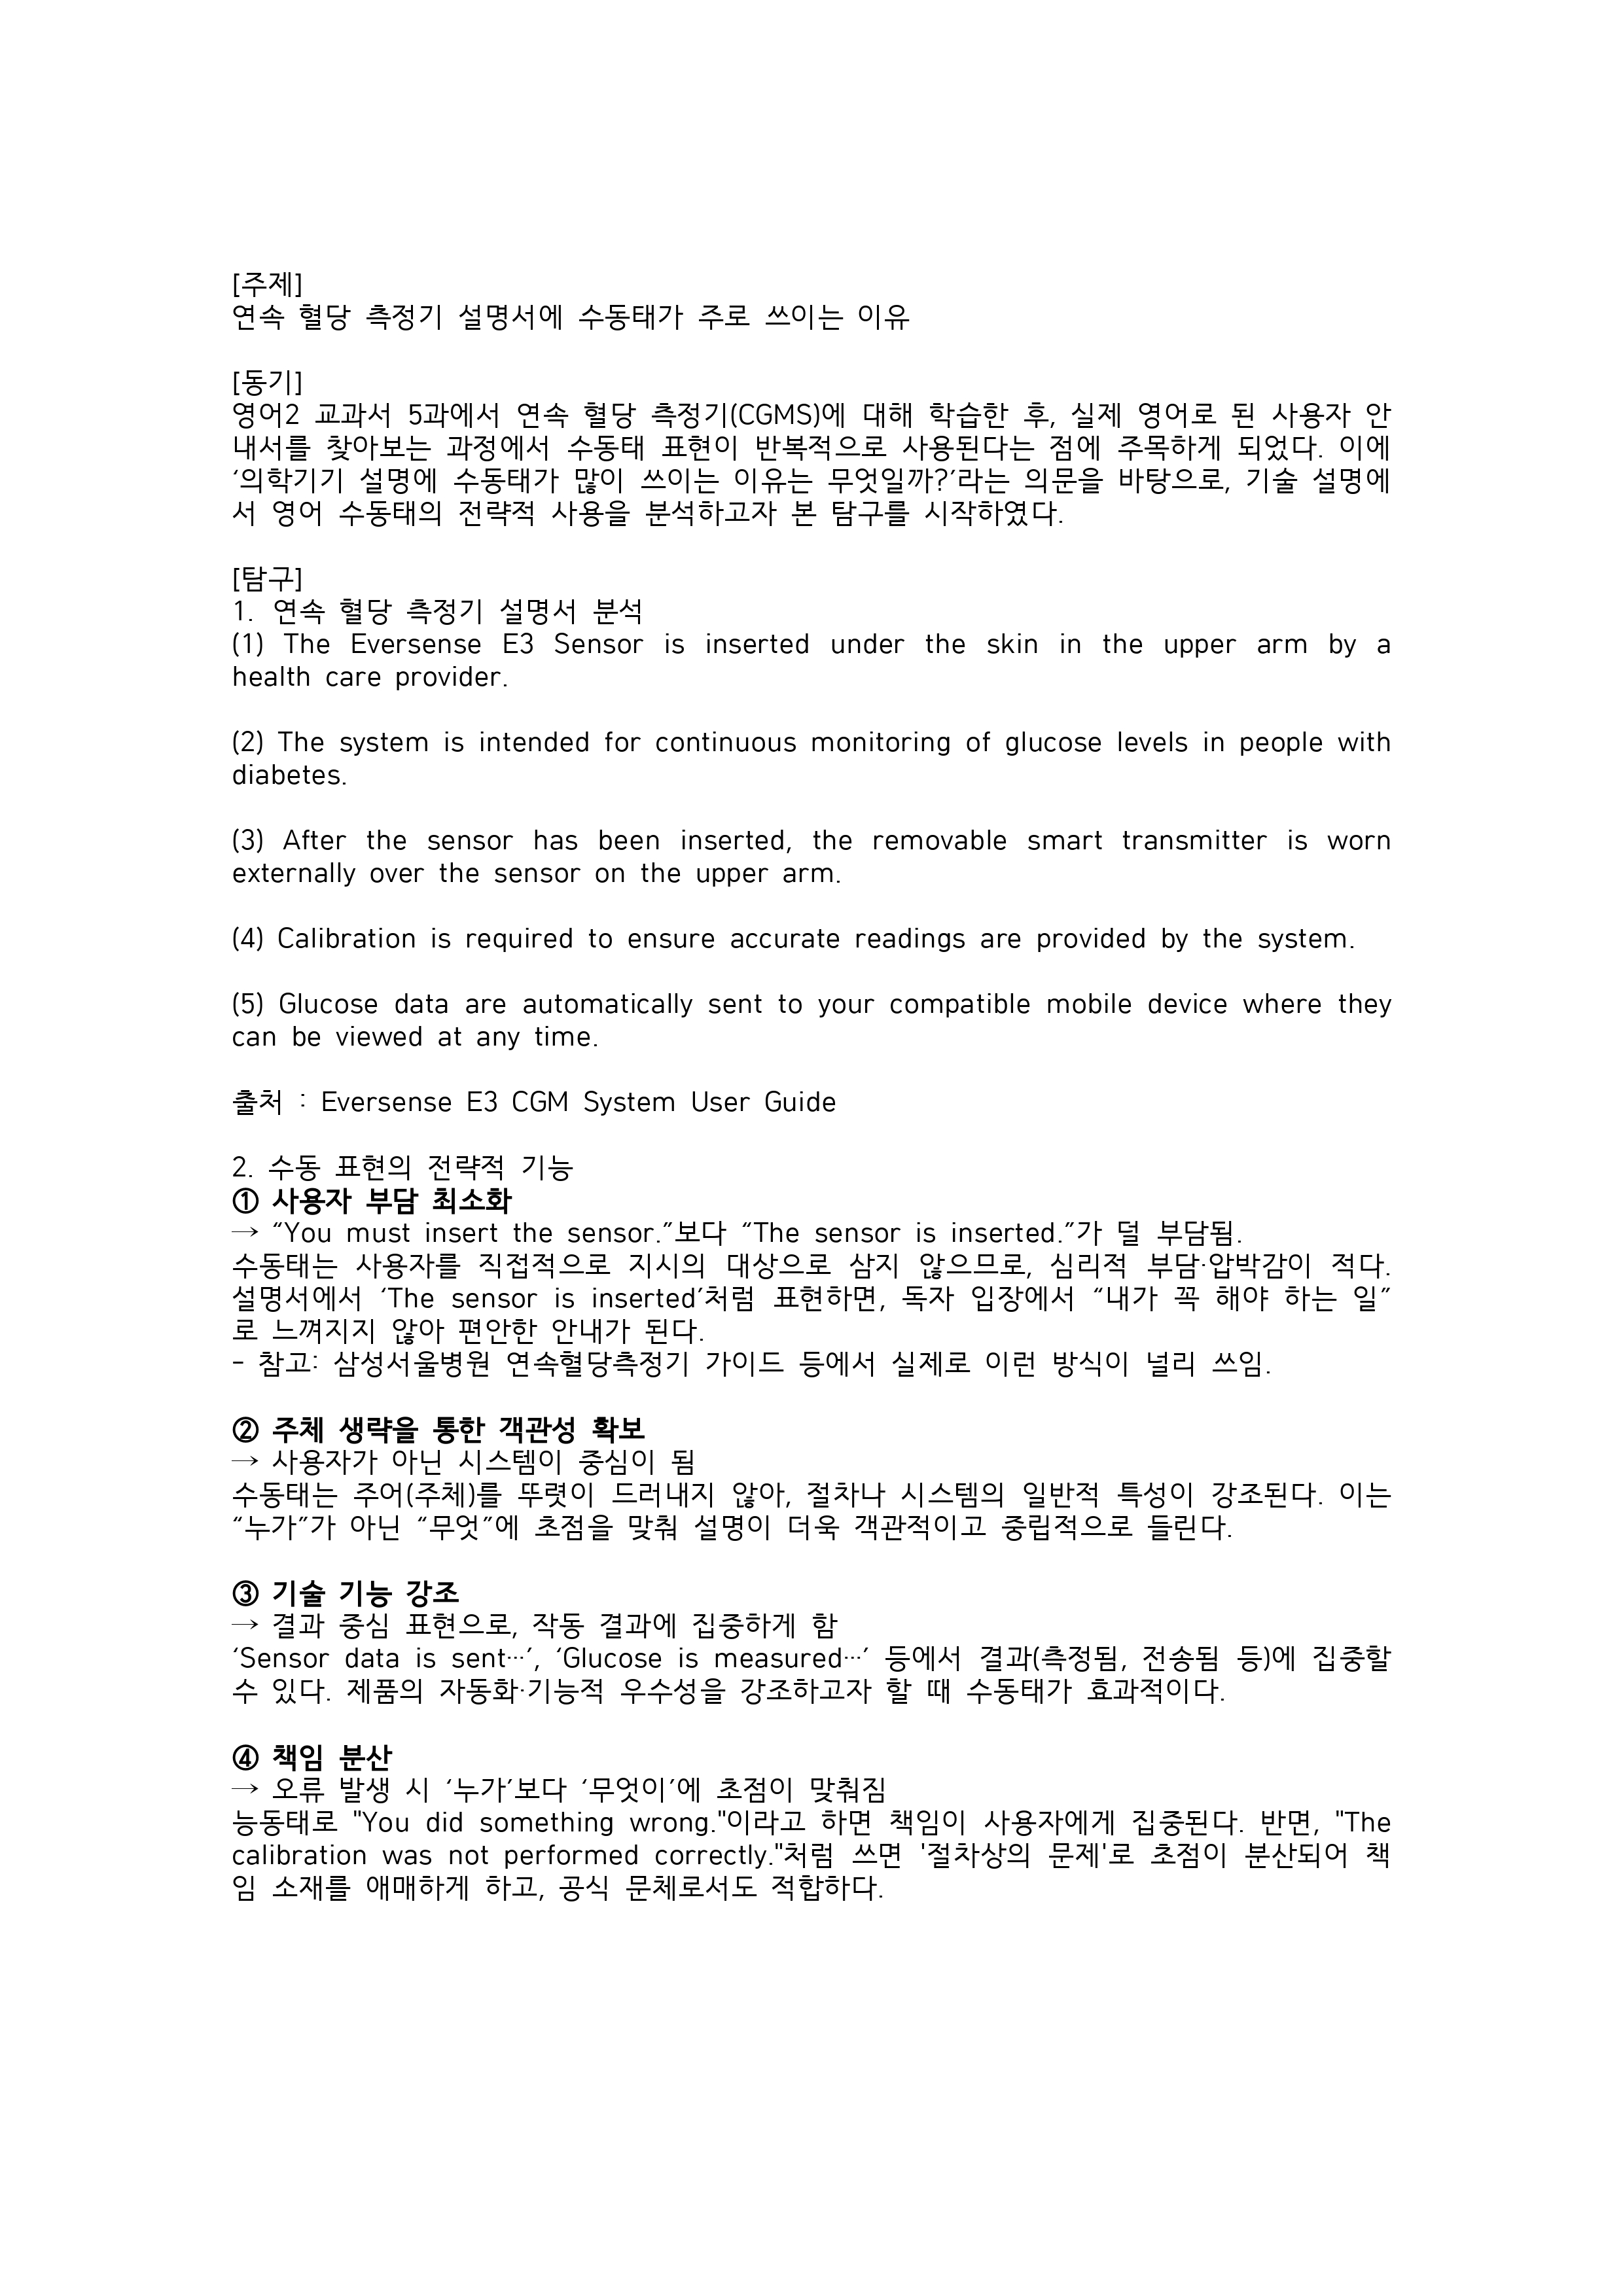 [주제]
연속 혈당 측정기 설명서에 수동태가 주로 쓰이는 이유
[동기]
영어2 교과서 5과에서 연속 혈당 측정기(CGMS)에 대해 학습한 후, 실제 영어로 된 사용자 안
내서를 찾아보는 과정에서 수동태 표현이 반복적으로 사용된다는 점에 주목하게 되었다. 이에
‘의학기기 설명에 수동태가 많이 쓰이는 이유는 무엇일까?’라는 의문을 바탕으로, 기술 설명에
서 영어 수동태의 전략적 사용을 분석하고자 본 탐구를 시작하였다.
[탐구]
1. 연속 혈당 측정기 설명서 분석
(1) The Eversense E3 Sensor is inserted under the skin in the upper arm by a
health care provider.
(2) The system is intended for continuous monitoring of glucose levels in people with
diabetes.
(3) After the sensor has been inserted, the removable smart transmitter is worn
externally over the sensor on the upper arm.
(4) Calibration is required to ensure accurate readings are provided by the system.
(5) Glucose data are automatically sent to your compatible mobile device where they
can be viewed at any time.
출처 : Eversense E3 CGM System User Guide
2. 수동 표현의 전략적 기능
① 사용자 부담 최소화
→ “You must insert the sensor.”보다 “The sensor is inserted.”가 덜 부담됨.
수동태는 사용자를 직접적으로 지시의 대상으로 삼지 않으므로, 심리적 부담·압박감이 적다.
설명서에서 ‘The sensor is inserted’처럼 표현하면, 독자 입장에서 “내가 꼭 해야 하는 일”
로 느껴지지 않아 편안한 안내가 된다.
- 참고: 삼성서울병원 연속혈당측정기 가이드 등에서 실제로 이런 방식이 널리 쓰임.
② 주체 생략을 통한 객관성 확보
→ 사용자가 아닌 시스템이 중심이 됨
수동태는 주어(주체)를 뚜렷이 드러내지 않아, 절차나 시스템의 일반적 특성이 강조된다. 이는
“누가”가 아닌 “무엇”에 초점을 맞춰 설명이 더욱 객관적이고 중립적으로 들린다.
③ 기술 기능 강조
→ 결과 중심 표현으로, 작동 결과에 집중하게 함
‘Sensor data is sent…’, ‘Glucose is measured…’ 등에서 결과(측정됨, 전송됨 등)에 집중할
수 있다. 제품의 자동화·기능적 우수성을 강조하고자 할 때 수동태가 효과적이다.
④ 책임 분산
→ 오류 발생 시 ‘누가’보다 ‘무엇이’에 초점이 맞춰짐
능동태로 "You did something wrong."이라고 하면 책임이 사용자에게 집중된다. 반면, "The
calibration was not performed correctly."처럼 쓰면 '절차상의 문제'로 초점이 분산되어 책
임 소재를 애매하게 하고, 공식 문체로서도 적합하다.